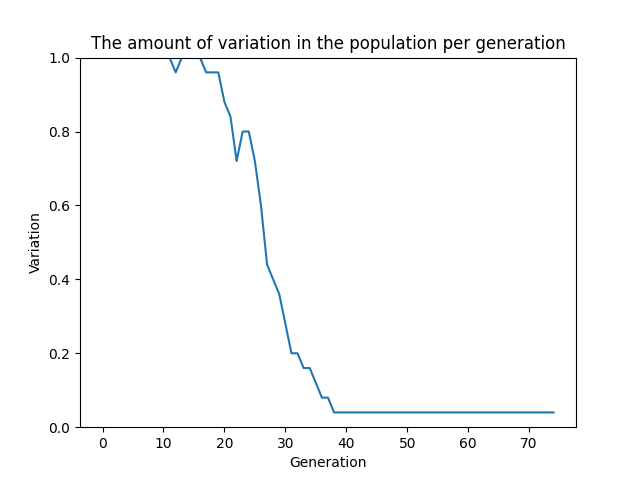 The amount of variation in the population per generation
1.0
0.8
0.6
0.4
0.2
0.0
Variation
0 10 20 30 40 50 60 70
Generation